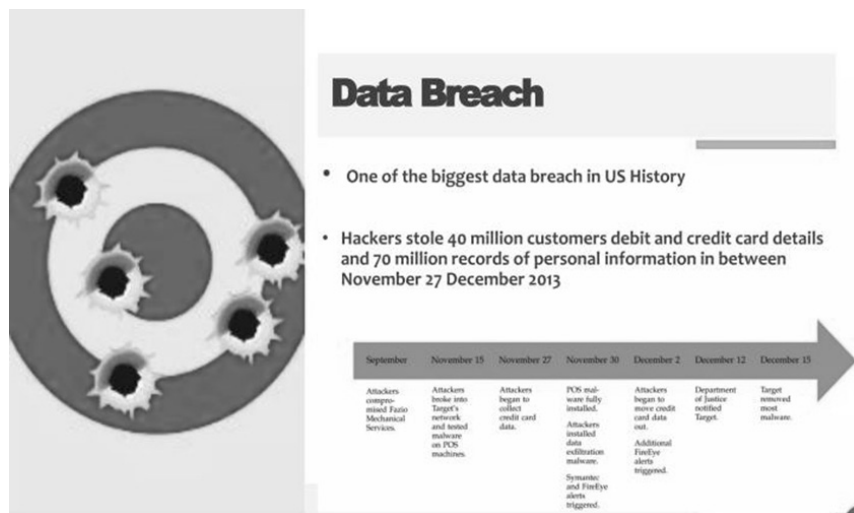 Data Breach
• One of the biggest data breach in US History
• Hackers stole 40 million customers debit and credit card details
and 70 million records of personal information in between
November 27 December 2013
September
Attackers
compro-
mised Fazio
Mechanical
Services.
November 15
Attackers
broke into
Target's
network
and tested
malware
on POS
machines.
November 27
Attackers
began to
collect
credit card
data.
November 30
POS mal-
ware fully
installed.
Attackers
installed
data
exfiltration
malware.
Symantec
and FireEye
alerts
triggered.
December 2
Attackers
began to
move credit
card data
out.
Additional
FireEye
alerts
triggered.
December 12
Department
of Justice
notified
Target.
December 15
Target
removed
most
malware.